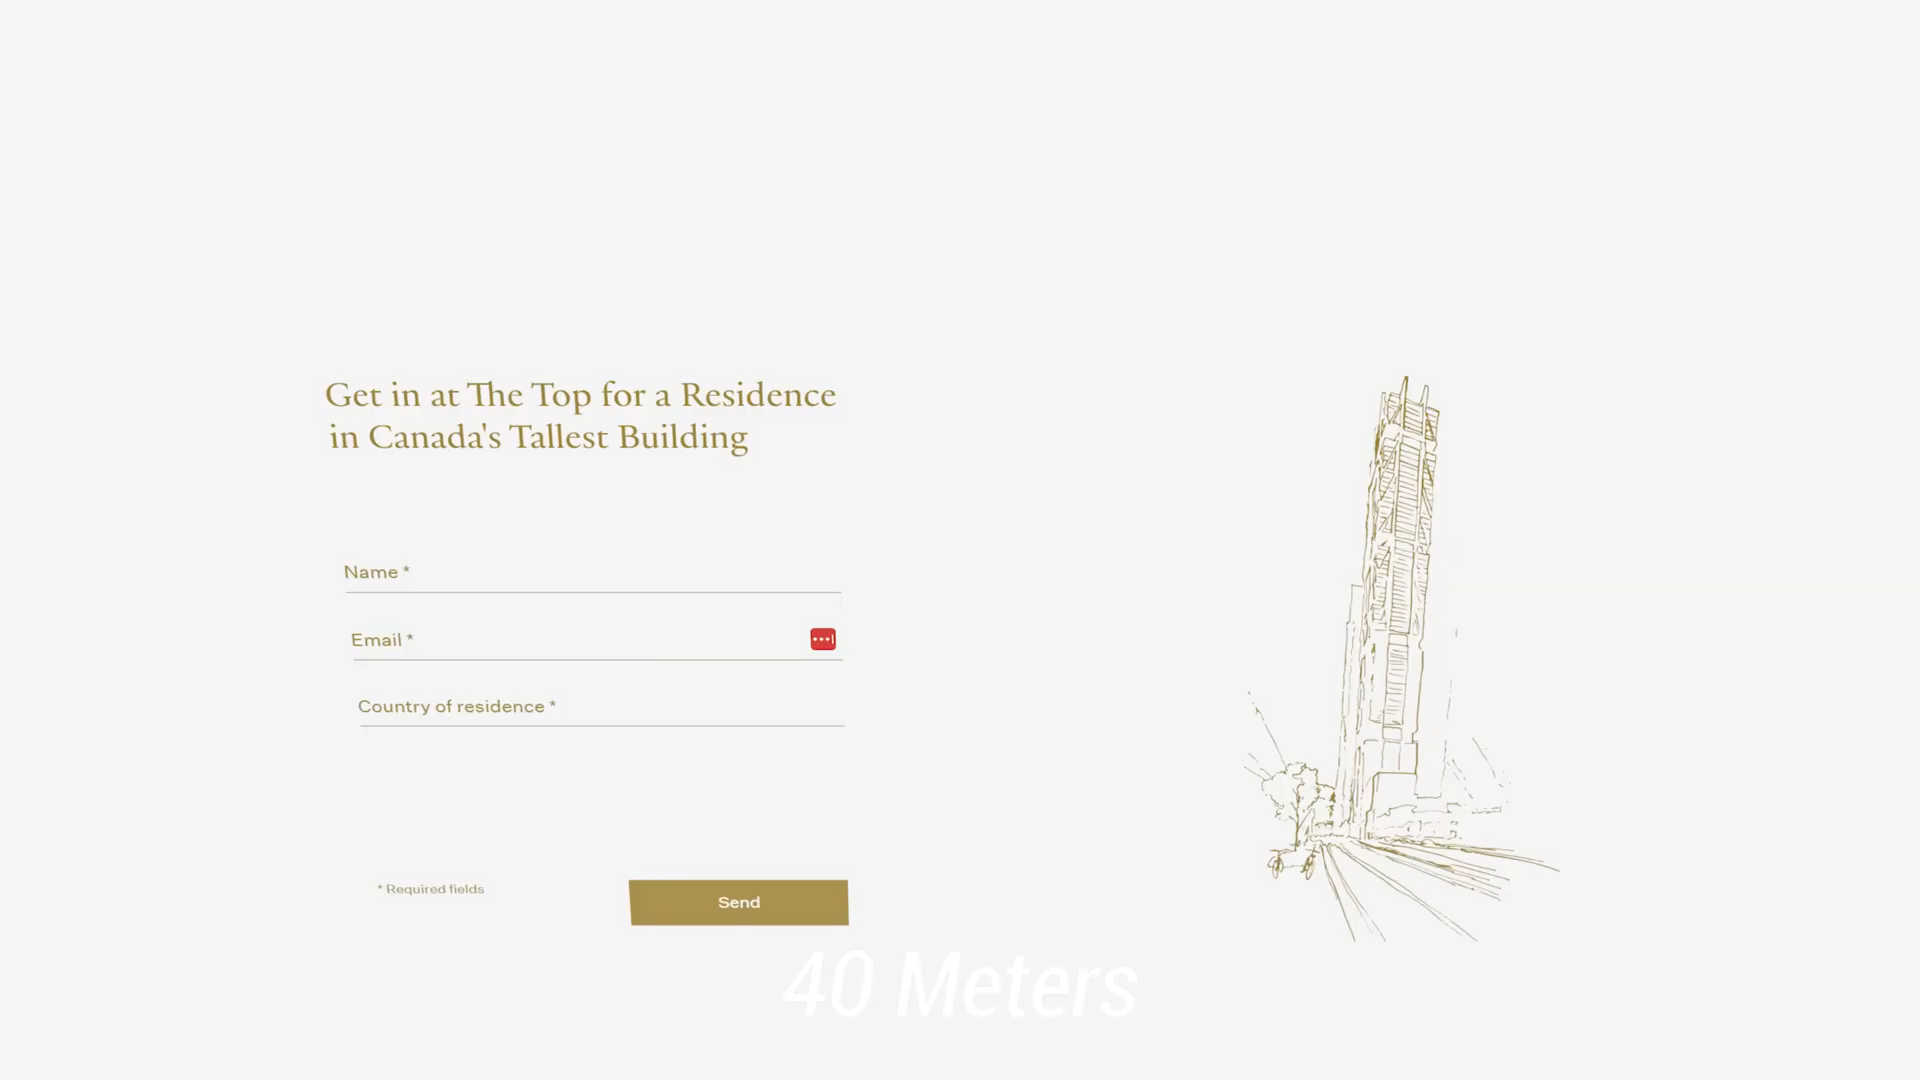 Get in at The Top for a Residence
in Canada's Tallest Building
Name *
Email *
Country of residence *
* Required fields
Send
40 Meters